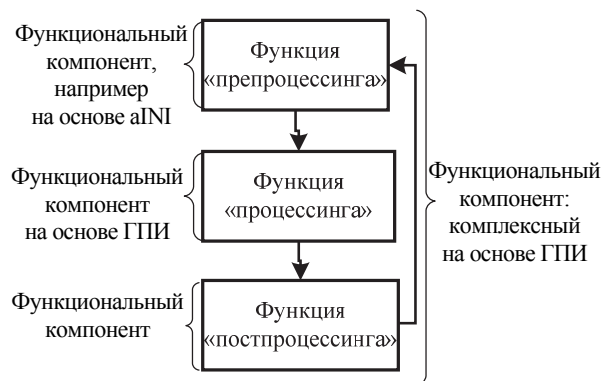 Функциональный
компонент,
например
на основе aINI
Функция
«препроцессинга»
Функциональный
компонент
на основе ГПИ
Функция
«процессинга»
Функциональный
компонент
Функция
«постпроцессинга»
Функциональный
компонент:
комплексный
на основе ГПИ